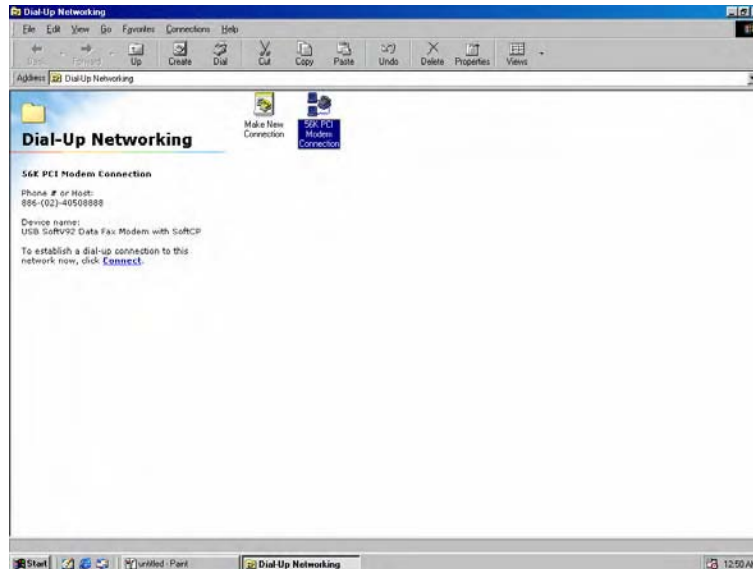 Dial-Up Networking
File Edit View Go Favorites Connections Help
Back Forward Up Create Dial Cut Copy Paste Undo Delete Properties Views
Address Dial-Up Networking
Make New
Connection
56K PCI
Modem
Connection
Dial-Up Networking
56K PCI Modem Connection
Phone # or Host:
886-(02)-40508888
Device name:
USB SoftV92 Data Fax Modem with SoftCP
To establish a dial-up connection to this
network now, click Connect.
Start untitled - Paint Dial-Up Networking 12:50 A